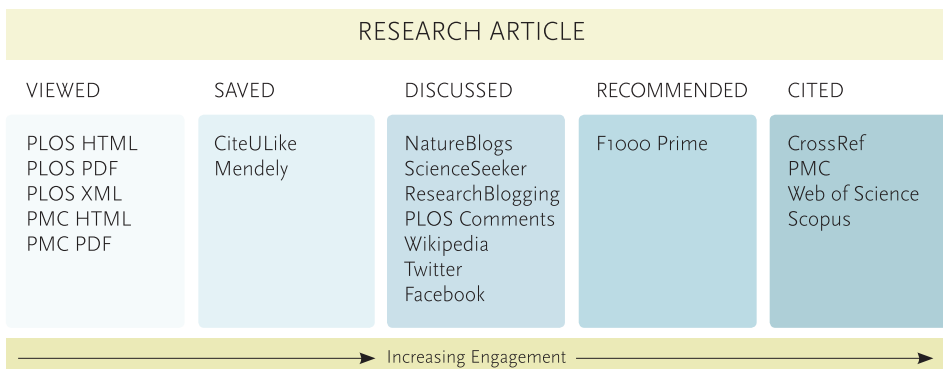 RESEARCH ARTICLE
VIEWED
PLOS HTML
PLOS PDF
PLOS XML
PMC HTML
PMC PDF
SAVED
CiteULike
Mendely
DISCUSSED
NatureBlogs
ScienceSeeker
ResearchBlogging
PLOS Comments
Wikipedia
Twitter
Facebook
RECOMMENDED
F1000 Prime
CITED
CrossRef
PMC
Web of Science
Scopus
Increasing Engagement